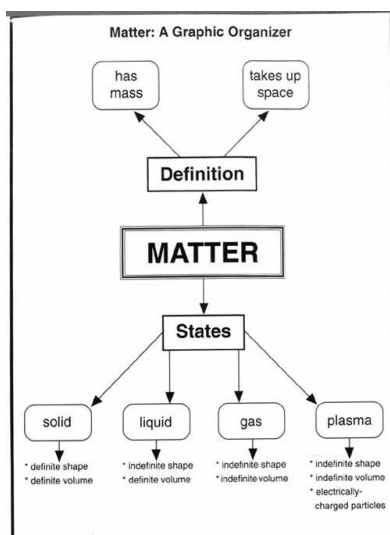 Matter: A Graphic Organizer
has
mass
takes up
space
Definition
MATTER
States
solid
liquid
gas
plasma
* definite shape
* definite volume
* indefinite shape
* definite volume
* indefinite shape
* indefinite volume
* indefinite shape
* indefinite volume
* electrically-
charged particles